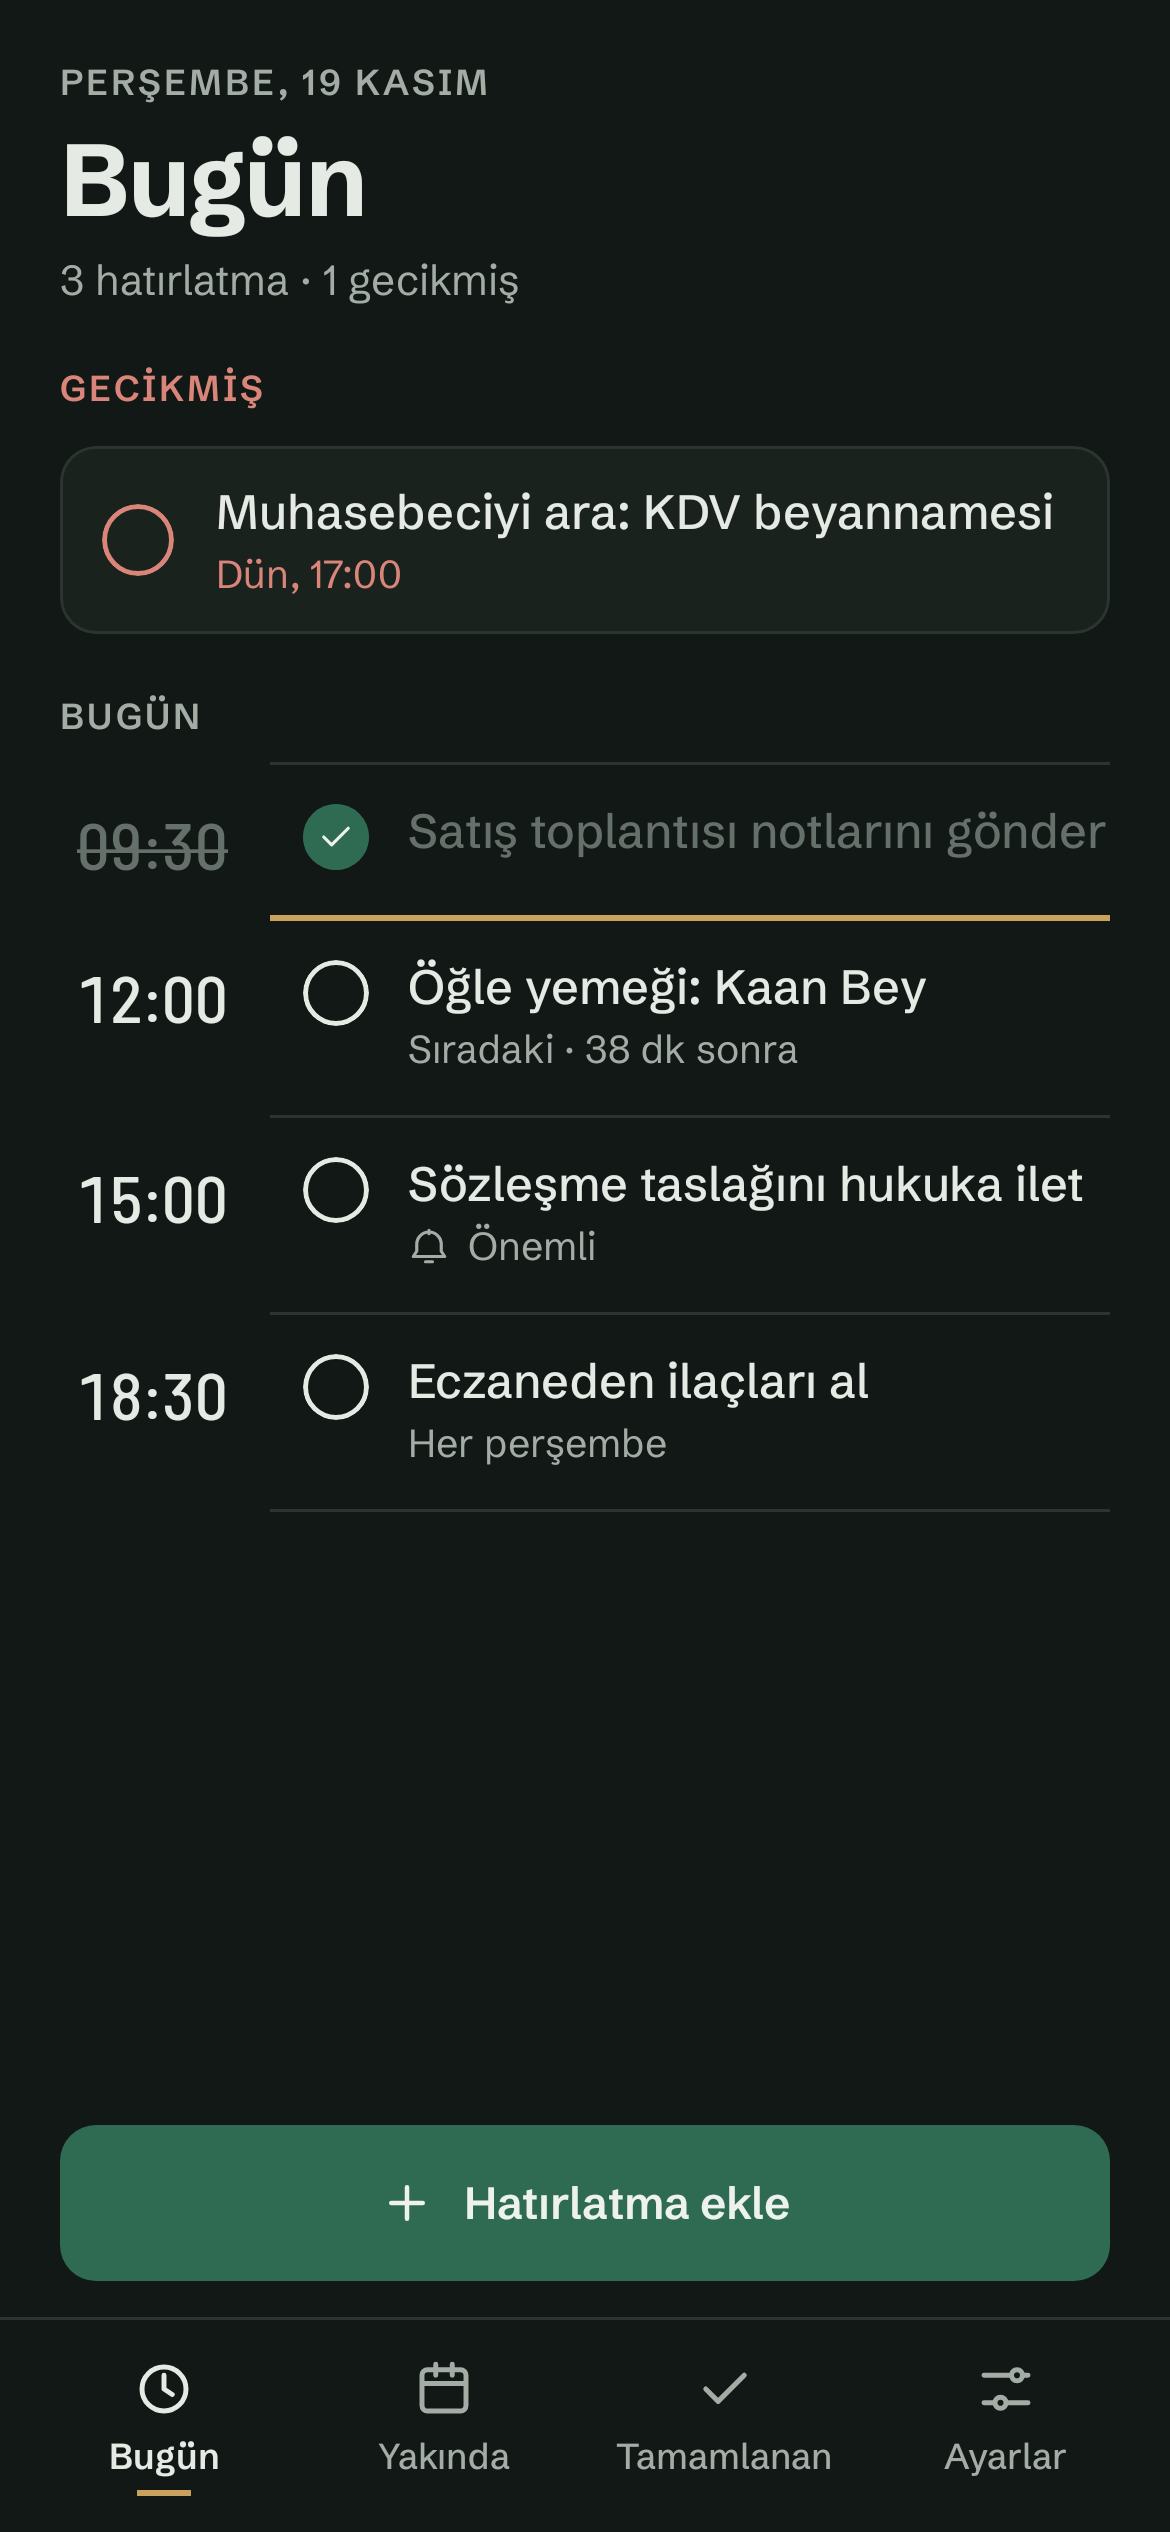 PERŞEMBE, 19 KASIM
Bugün
3 hatırlatma · 1 gecikmiş
GECİKMİŞ
Muhasebeciyi ara: KDV beyannamesi
Dün, 17:00
BUGÜN
09:30 Satış toplantısı notlarını gönder
12:00 Öğle yemeği: Kaan Bey
Sıradaki · 38 dk sonra
15:00 Sözleşme taslağını hukuka ilet
Önemli
18:30 Eczaneden ilaçları al
Her perşembe
Hatırlatma ekle
Bugün Yakında Tamamlanan Ayarlar